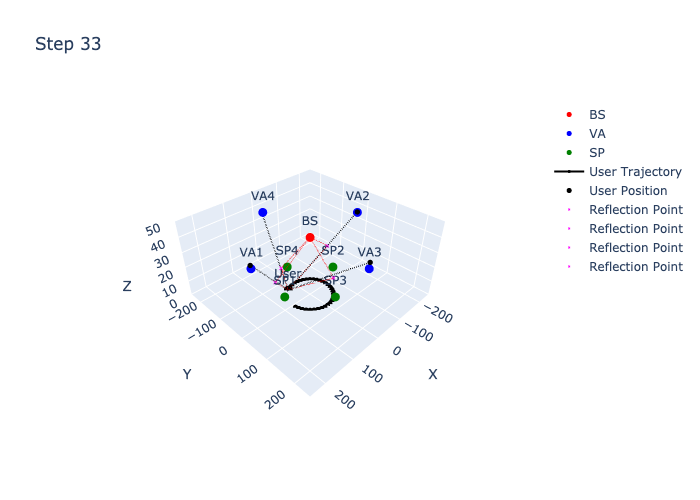 Step 33
BS
VA
SP
User Trajectory
User Position
Reflection Point
Reflection Point
Reflection Point
Reflection Point
VA4
VA2
BS
VA1
SP4
SP2
VA3
User
SP3
Z
50
40
30
20
10
0
−200
−100
0
100
200
Y
−200
−100
0
100
200
X